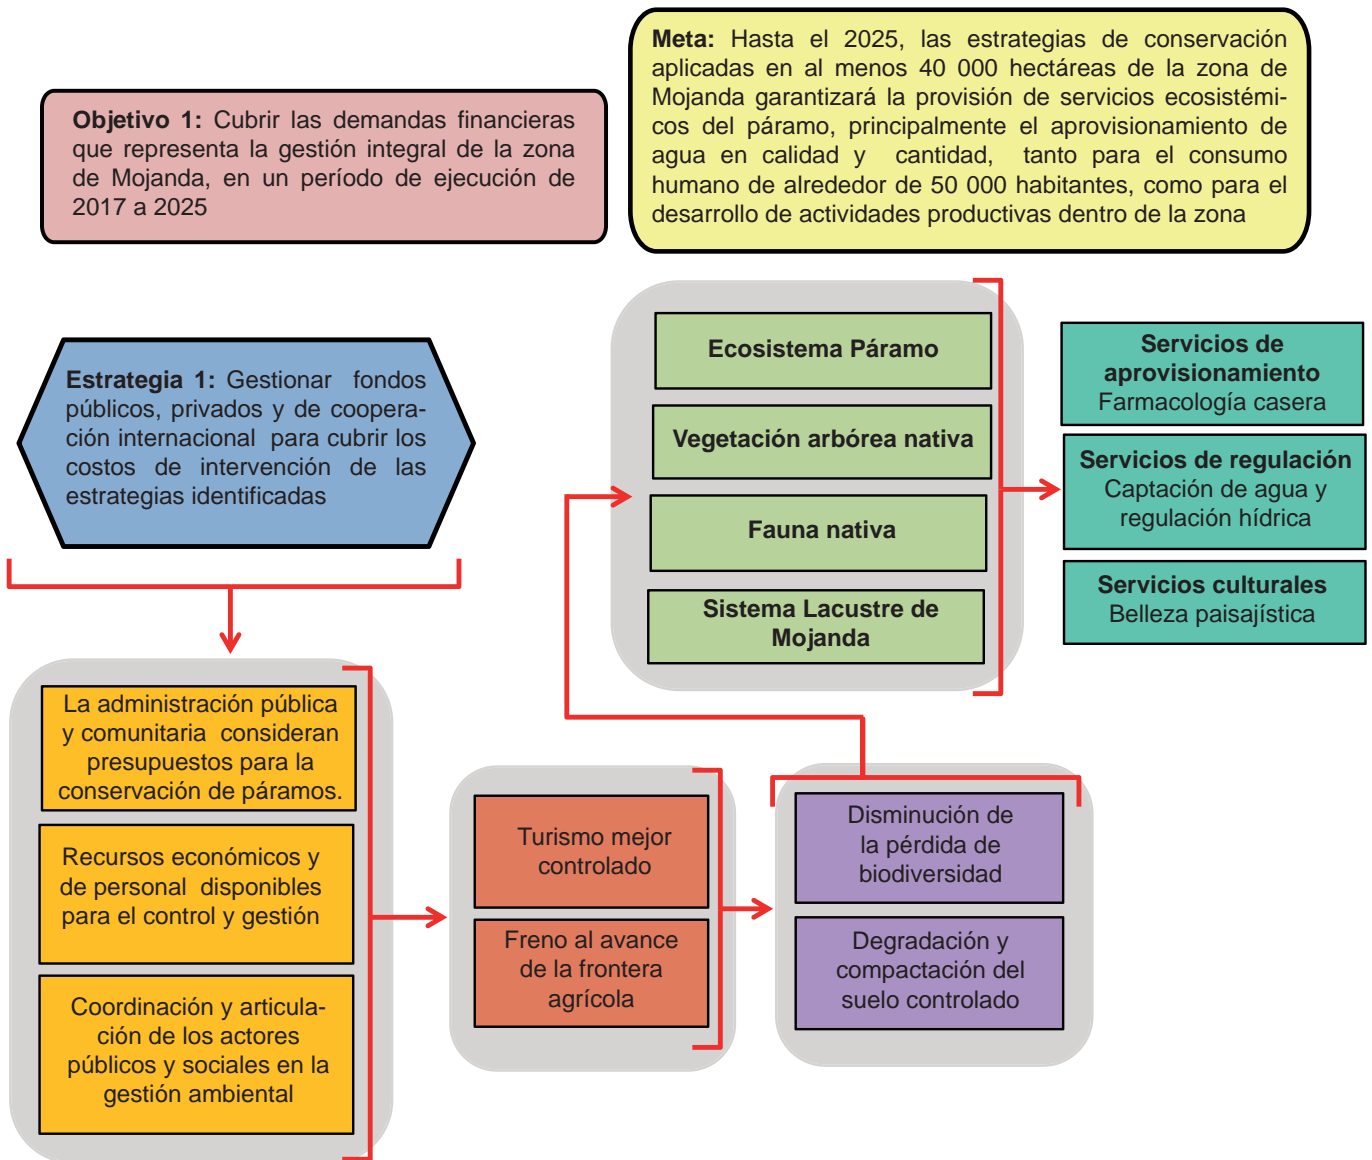 Objetivo 1: Cubrir las demandas financieras
que representa la gestión integral de la zona
de Mojanda, en un período de ejecución de
2017 a 2025
Meta: Hasta el 2025, las estrategias de conservación
aplicadas en al menos 40 000 hectáreas de la zona de
Mojanda garantizará la provisión de servicios ecosistémi-
cos del páramo, principalmente el aprovisionamiento de
agua en calidad y cantidad, tanto para el consumo
humano de alrededor de 50 000 habitantes, como para el
desarrollo de actividades productivas dentro de la zona
Estrategia 1: Gestionar fondos
públicos, privados y de coopera-
ción internacional para cubrir los
costos de intervención de las
estrategias identificadas
La administración pública
y comunitaria consideran
presupuestos para la
conservación de páramos.
Recursos económicos y
de personal disponibles
para el control y gestión
Coordinación y articula-
ción de los actores
públicos y sociales en la
gestión ambiental
Turismo mejor
controlado
Freno al avance
de la frontera
agrícola
Disminución de
la pérdida de
biodiversidad
Degradación y
compactación del
suelo controlado
Ecosistema Páramo
Vegetación arbórea nativa
Fauna nativa
Sistema Lacustre de
Mojanda
Servicios de
aprovisionamiento
Farmacología casera
Servicios de regulación
Captación de agua y
regulación hídrica
Servicios culturales
Belleza paisajística